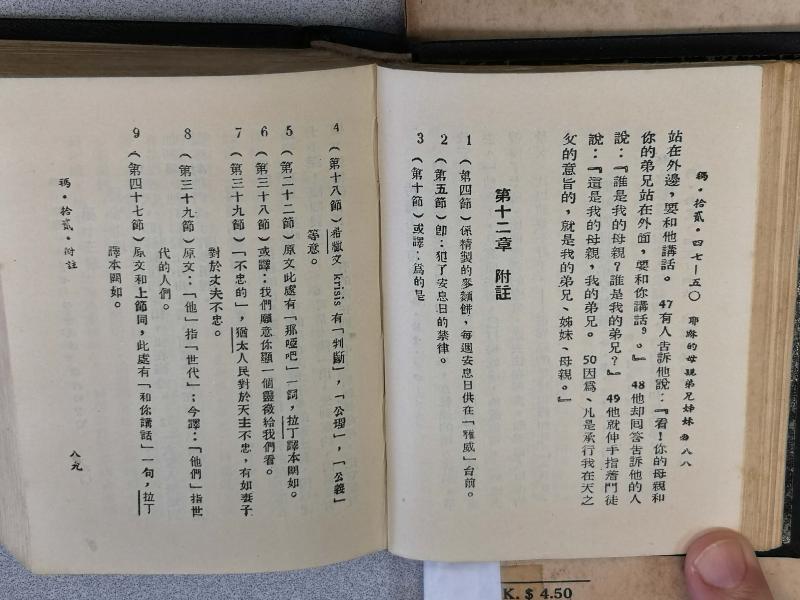 瑪·拾貳·四七—五〇 耶穌的母親弟兄姊妹 八八
站在外邊，要和他講話。 47有人告訴他說：『看！你的母親和
你的弟兄站在外面，要和你講話。』 48他却回答告訴他的人
說：『誰是我的母親？誰是我的弟兄？』 49他就伸手指着門徒
說：『這是我的母親，我的弟兄。 50因爲、凡是承行我在天之
父的意旨的，就是我的弟兄、姊妹、母親。』
第十二章 附註
1 （第四節）係精製的麥麵餅，每週安息日供在「雅威」台前。
2 （第五節）卽：犯了安息日的禁律。
3 （第十節）或譯：爲的是
4 （第十八節）希臘文 krisis 有「判斷」，「公理」，「公義」
等意。
5 （第二十二節）原文此處有「那啞吧」一詞，拉丁譯本闕如。
6 （第三十八節）或譯：我們願意你顯一個靈徵給我們看。
7 （第三十九節）「不忠的」，猶太人民對於天主不忠，有如妻子
對於丈夫不忠。
8 （第三十九節）原文：「他」指「世代」；今譯：「他們」指世
代的人們。
9 （第四十七節）原文和上節同，此處有「和你講話」一句，拉丁
譯本闕如。
瑪·拾貳·附註
八九
K. $ 4.50